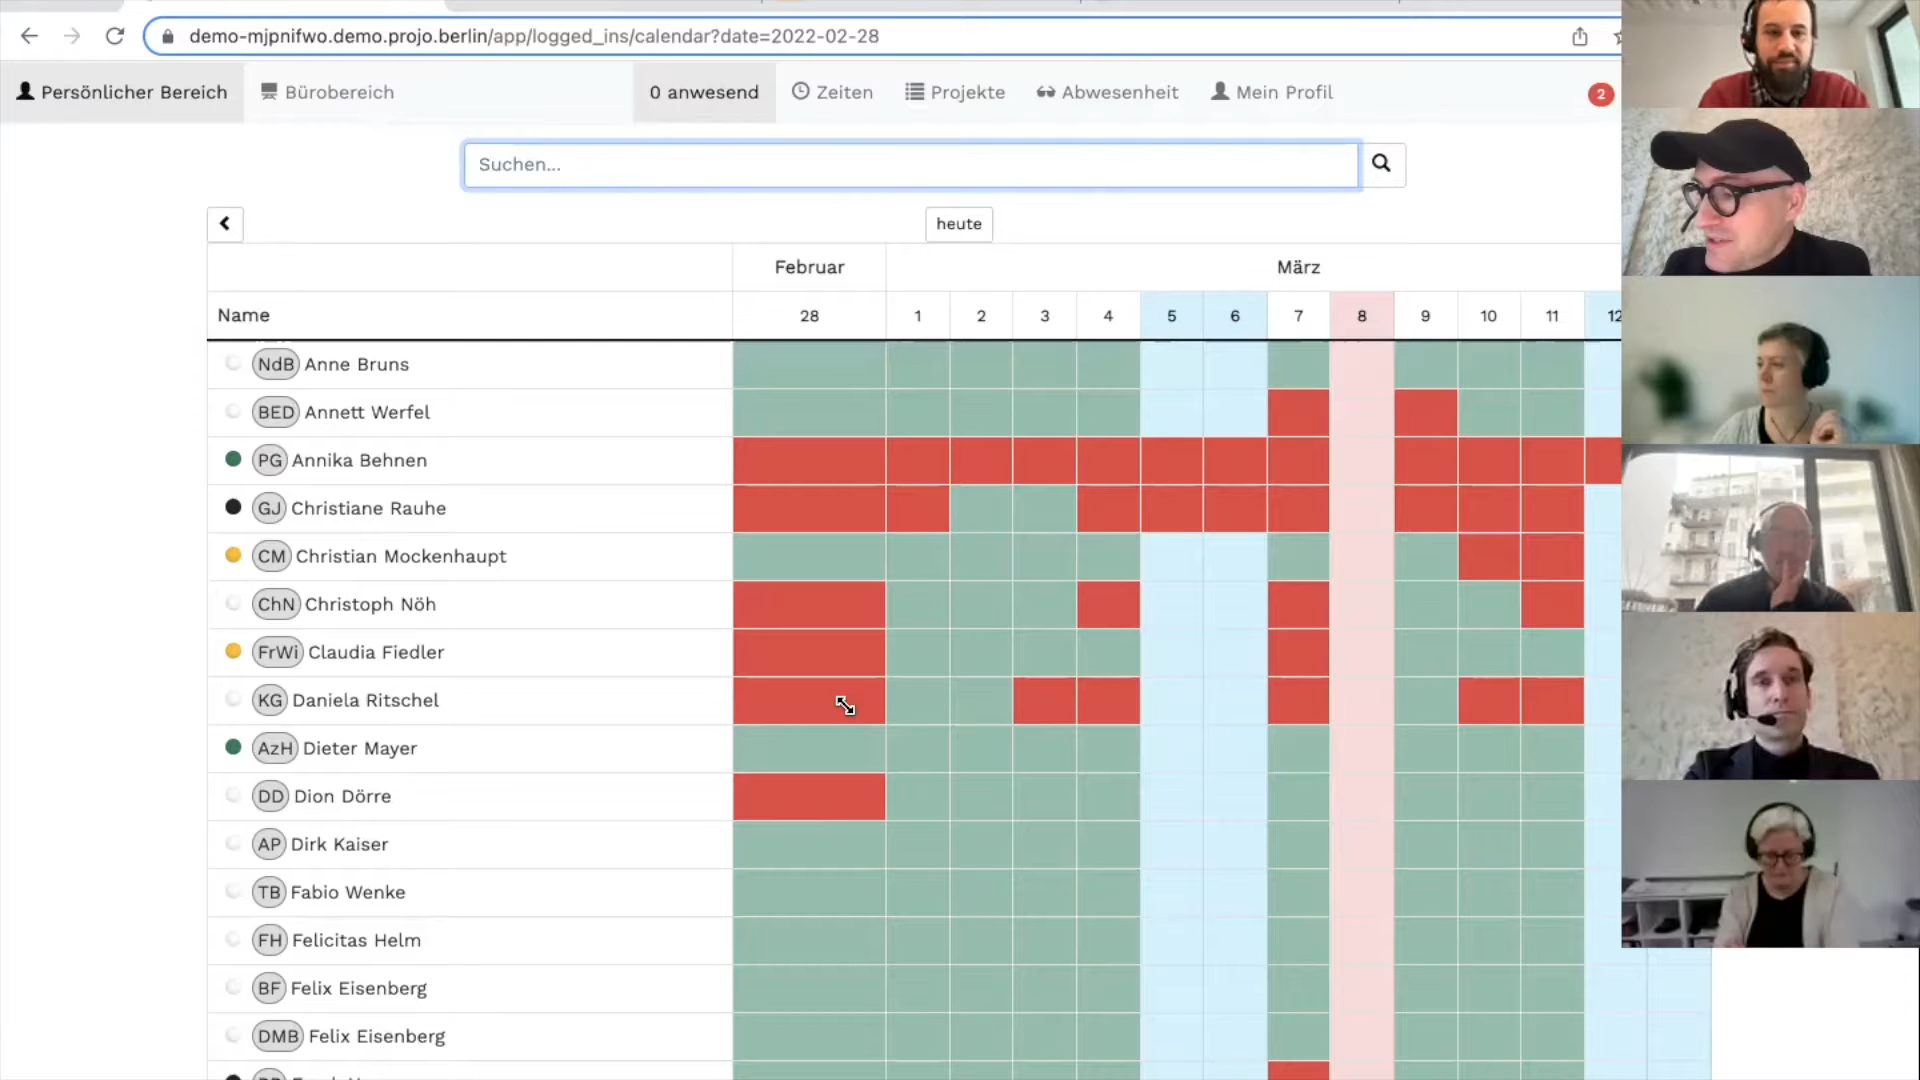 demo-mjpnifwo.demo.projo.berlin/app/logged_ins/calendar?date=2022-02-28
Persönlicher Bereich Bürobereich 0 anwesend Zeiten Projekte Abwesenheit Mein Profil 2
Suchen...
heute
Februar März
Name 28 1 2 3 4 5 6 7 8 9 10 11 12
NdB Anne Bruns
BED Annett Werfel
PG Annika Behnen
GJ Christiane Rauhe
CM Christian Mockenhaupt
ChN Christoph Nöh
FrWi Claudia Fiedler
KG Daniela Ritschel
AzH Dieter Mayer
DD Dion Dörre
AP Dirk Kaiser
TB Fabio Wenke
FH Felicitas Helm
BF Felix Eisenberg
DMB Felix Eisenberg